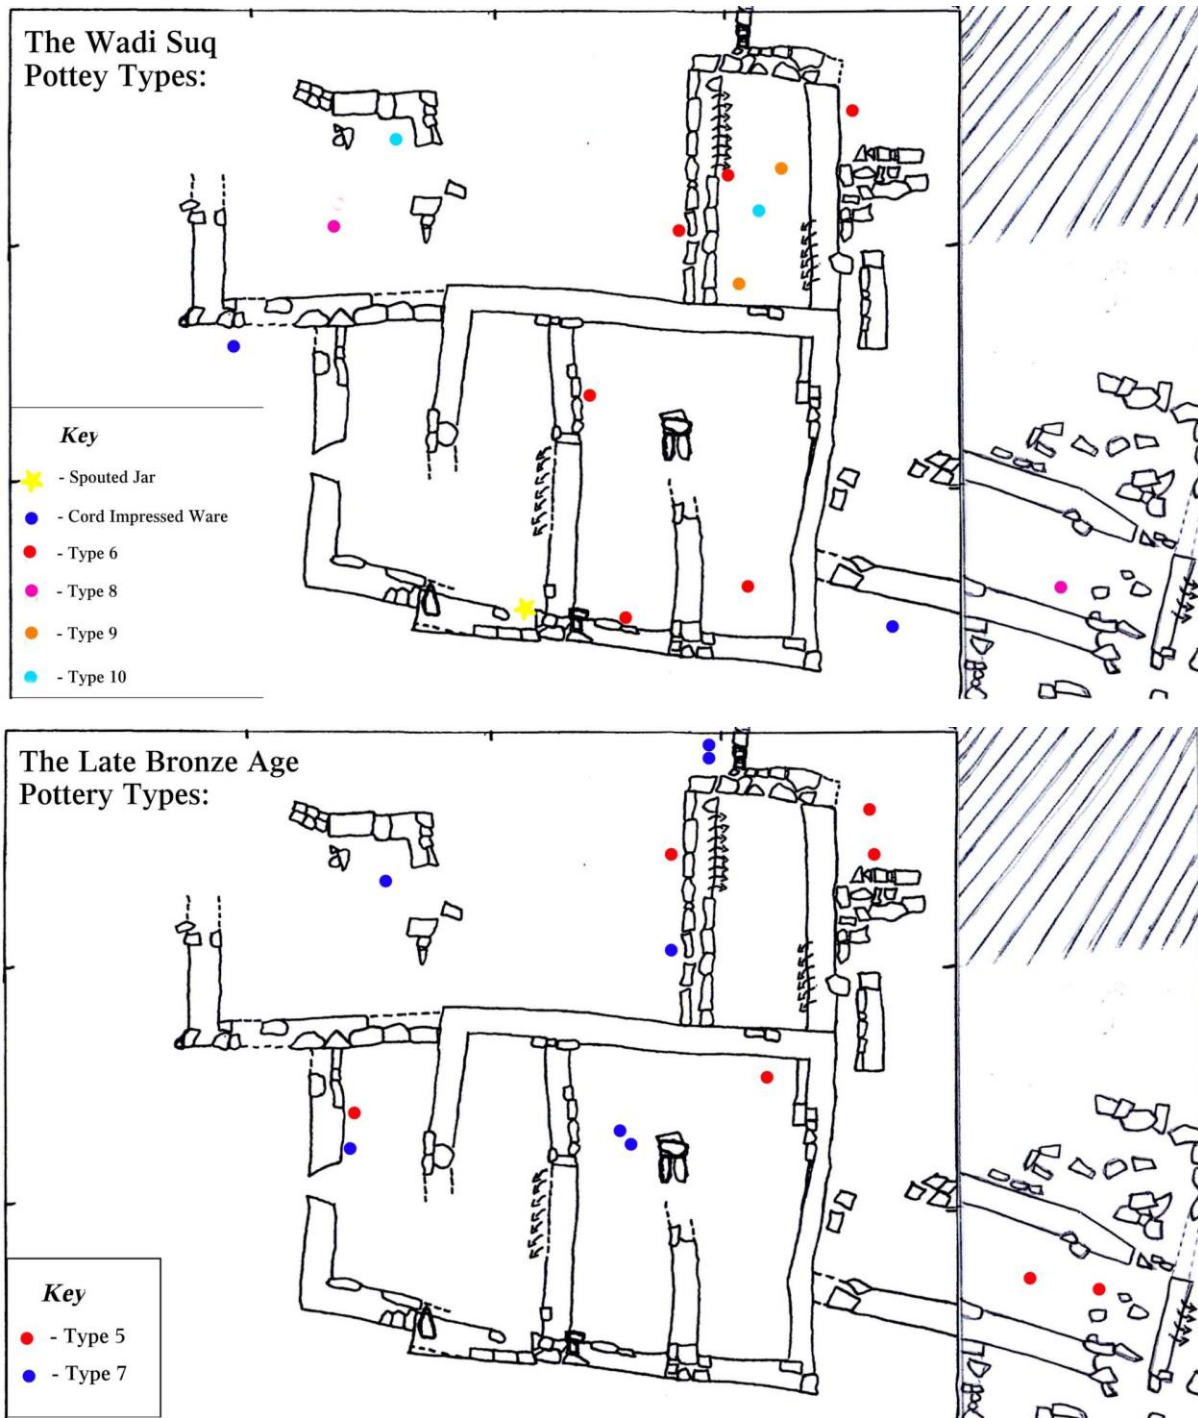 The Wadi Suq
Pottey Types:
Key
- Spouted Jar
- Cord Impressed Ware
- Type 6
- Type 8
- Type 9
- Type 10
The Late Bronze Age
Pottery Types:
Key
- Type 5
- Type 7